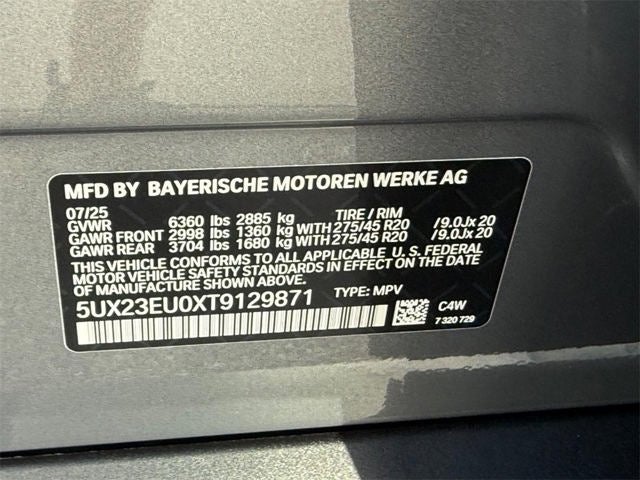 MFD BY BAYERISCHE MOTOREN WERKE AG
07/25
GVWR 6360 lbs 2885 kg TIRE / RIM
GAWR FRONT 2998 lbs 1360 kg WITH 275/45 R20 /9.0Jx 20
GAWR REAR 3704 lbs 1680 kg WITH 275/45 R20 /9.0Jx 20
THIS VEHICLE CONFORMS TO ALL APPLICABLE U. S. FEDERAL
MOTOR VEHICLE SAFETY STANDARDS IN EFFECT ON THE DATE
OF MANUFACTURE SHOWN ABOVE.
5UX23EU0XT9129871 TYPE: MPV
C4W
7 320 729